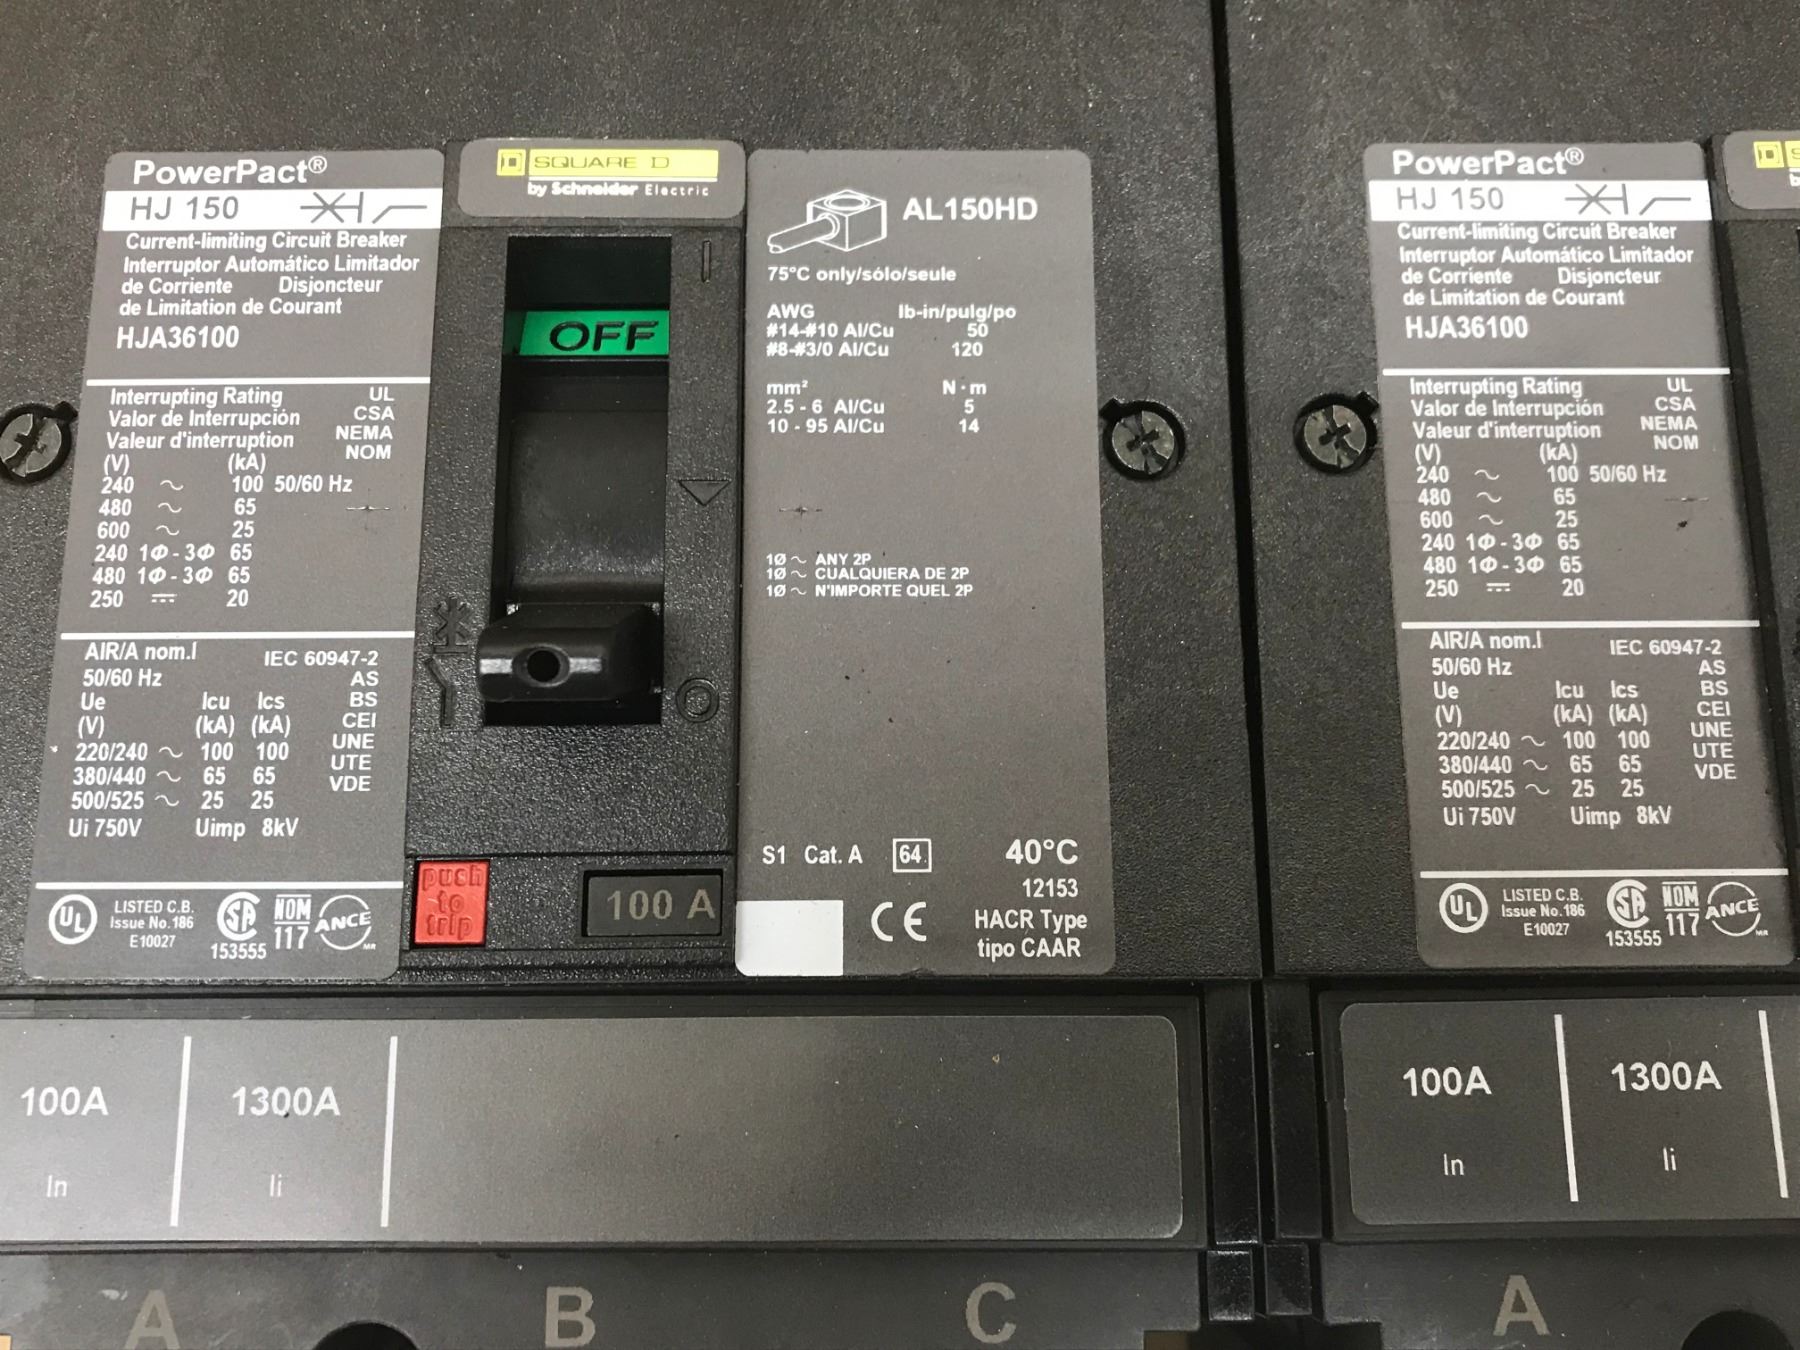 PowerPact®
HJ 150
Current-limiting Circuit Breaker
Interruptor Automático Limitador
de Corriente Disjoncteur
de Limitation de Courant
HJA36100
Interrupting Rating UL
Valor de Interrupción CSA
Valeur d'interruption NEMA
(V) (kA) NOM
240 ~ 100 50/60 Hz
480 ~ 65
600 ~ 25
240 1Φ - 3Φ 65
480 1Φ - 3Φ 65
250 ⎓ 20
AIR/A nom.I IEC 60947-2
50/60 Hz AS
Ue Icu Ics BS
(V) (kA) (kA) CEI
220/240 ~ 100 100 UNE
380/440 ~ 65 65 UTE
500/525 ~ 25 25 VDE
Ui 750V Uimp 8kV
UL LISTED C.B.
Issue No.186
E10027
SA
153555
NOM
117
ANCE
MR
SQUARE D
by Schneider Electric
I
OFF
O
push
to
trip
100 A
AL150HD
75°C only/sólo/seule
AWG lb-in/pulg/po
#14-#10 Al/Cu 50
#8-#3/0 Al/Cu 120
mm² N·m
2.5 - 6 Al/Cu 5
10 - 95 Al/Cu 14
1Ø ~ ANY 2P
1Ø ~ CUALQUIERA DE 2P
1Ø ~ N'IMPORTE QUEL 2P
S1 Cat. A 64 40°C
12153
CE HACR Type
tipo CAAR
100A 1300A
In Ii
A B C
PowerPact®
HJ 150
Current-limiting Circuit Breaker
Interruptor Automático Limitador
de Corriente Disjoncteur
de Limitation de Courant
HJA36100
Interrupting Rating UL
Valor de Interrupción CSA
Valeur d'interruption NEMA
(V) (kA) NOM
240 ~ 100 50/60 Hz
480 ~ 65
600 ~ 25
240 1Φ - 3Φ 65
480 1Φ - 3Φ 65
250 ⎓ 20
AIR/A nom.I IEC 60947-2
50/60 Hz AS
Ue Icu Ics BS
(V) (kA) (kA) CEI
220/240 ~ 100 100 UNE
380/440 ~ 65 65 UTE
500/525 ~ 25 25 VDE
Ui 750V Uimp 8kV
UL LISTED C.B.
Issue No.186
E10027
SA
153555
NOM
117
ANCE
MR
100A 1300A
In Ii
A